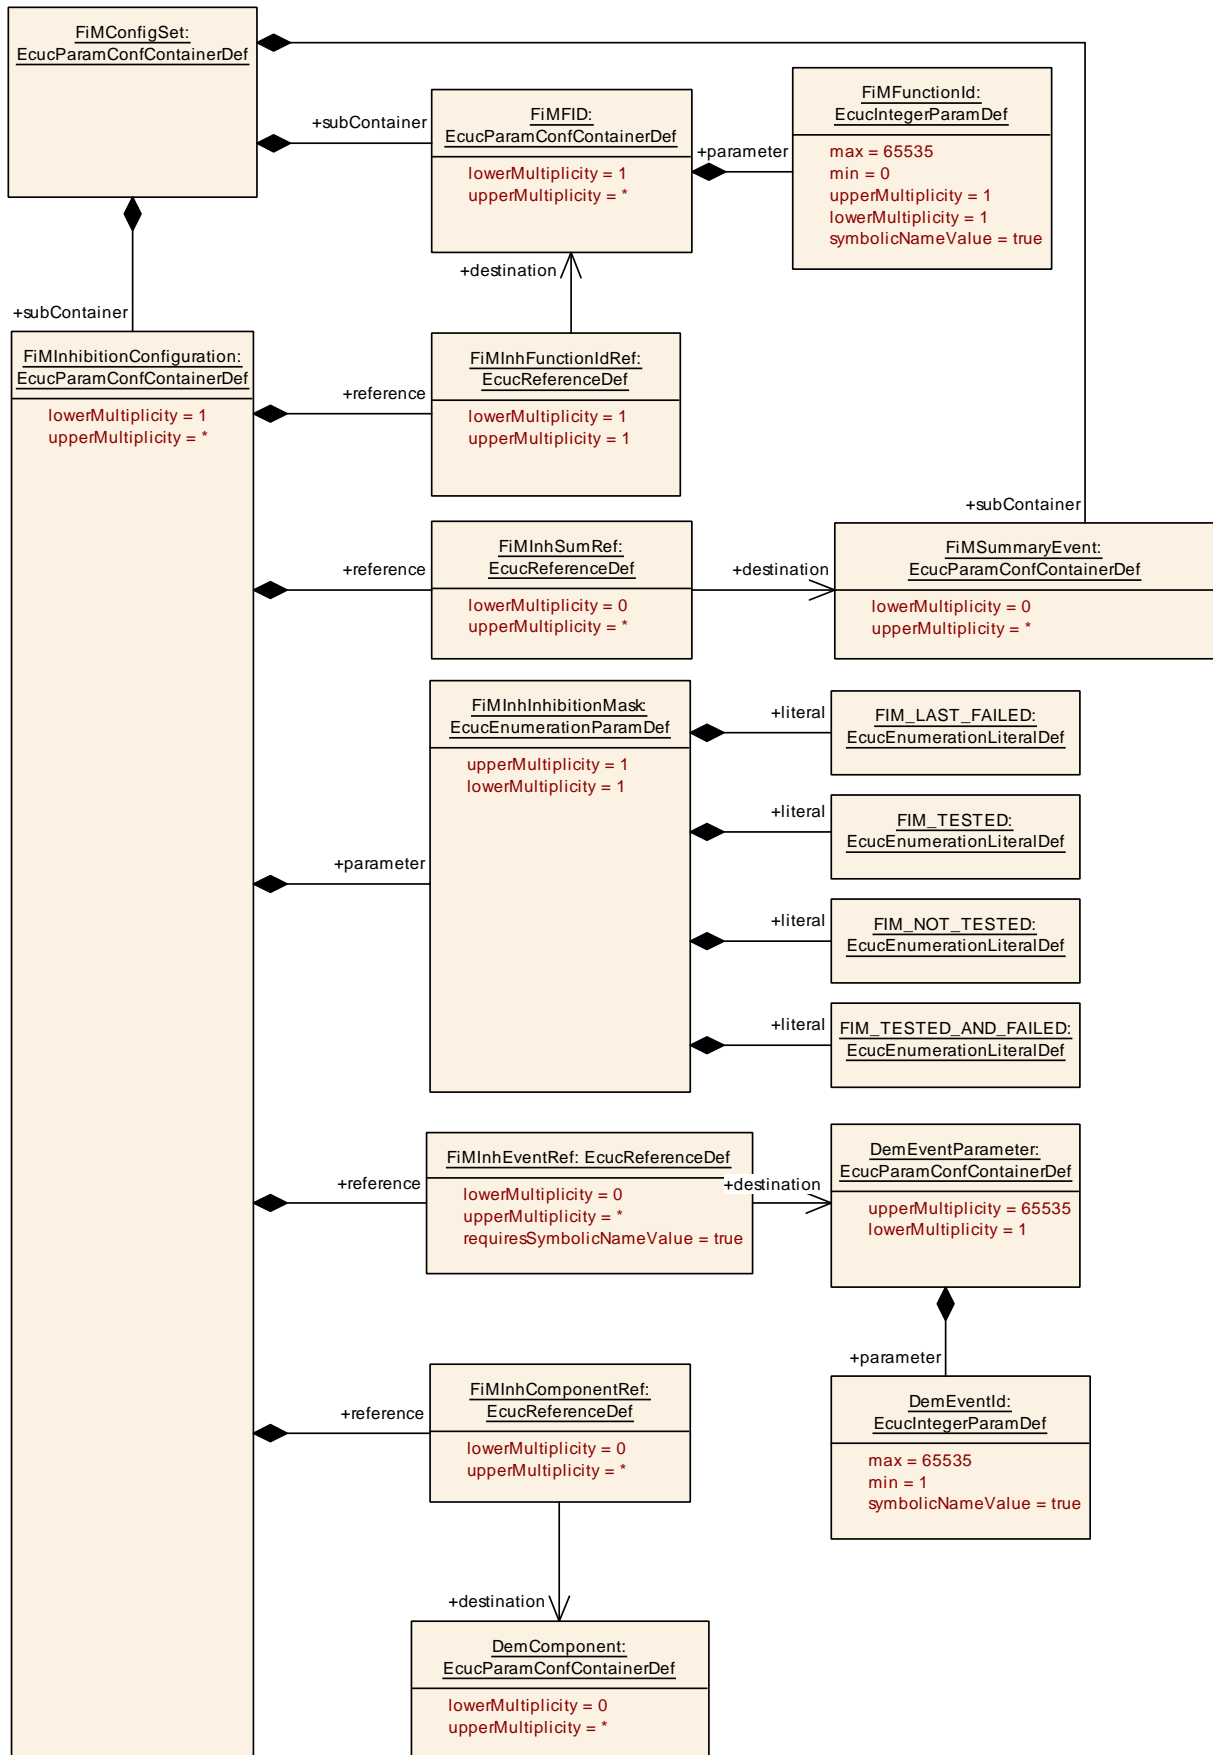 FiMConfigSet:
EcucParamConfContainerDef
+subContainer
FiMFID:
EcucParamConfContainerDef
lowerMultiplicity = 1
upperMultiplicity = *
+parameter
FiMFunctionId:
EcucIntegerParamDef
max = 65535
min = 0
upperMultiplicity = 1
lowerMultiplicity = 1
symbolicNameValue = true
+destination
+subContainer
FiMInhibitionConfiguration:
EcucParamConfContainerDef
lowerMultiplicity = 1
upperMultiplicity = *
+reference
FiMInhFunctionIdRef:
EcucReferenceDef
lowerMultiplicity = 1
upperMultiplicity = 1
+subContainer
+reference
FiMInhSumRef:
EcucReferenceDef
lowerMultiplicity = 0
upperMultiplicity = *
+destination
FiMSummaryEvent:
EcucParamConfContainerDef
lowerMultiplicity = 0
upperMultiplicity = *
+parameter
FiMInhInhibitionMask:
EcucEnumerationParamDef
upperMultiplicity = 1
lowerMultiplicity = 1
+literal
FIM_LAST_FAILED:
EcucEnumerationLiteralDef
+literal
FIM_TESTED:
EcucEnumerationLiteralDef
+literal
FIM_NOT_TESTED:
EcucEnumerationLiteralDef
+literal
FIM_TESTED_AND_FAILED:
EcucEnumerationLiteralDef
+reference
FiMInhEventRef: EcucReferenceDef
lowerMultiplicity = 0
upperMultiplicity = *
requiresSymbolicNameValue = true
+destination
DemEventParameter:
EcucParamConfContainerDef
upperMultiplicity = 65535
lowerMultiplicity = 1
+parameter
DemEventId:
EcucIntegerParamDef
max = 65535
min = 1
symbolicNameValue = true
+reference
FiMInhComponentRef:
EcucReferenceDef
lowerMultiplicity = 0
upperMultiplicity = *
+destination
DemComponent:
EcucParamConfContainerDef
lowerMultiplicity = 0
upperMultiplicity = *